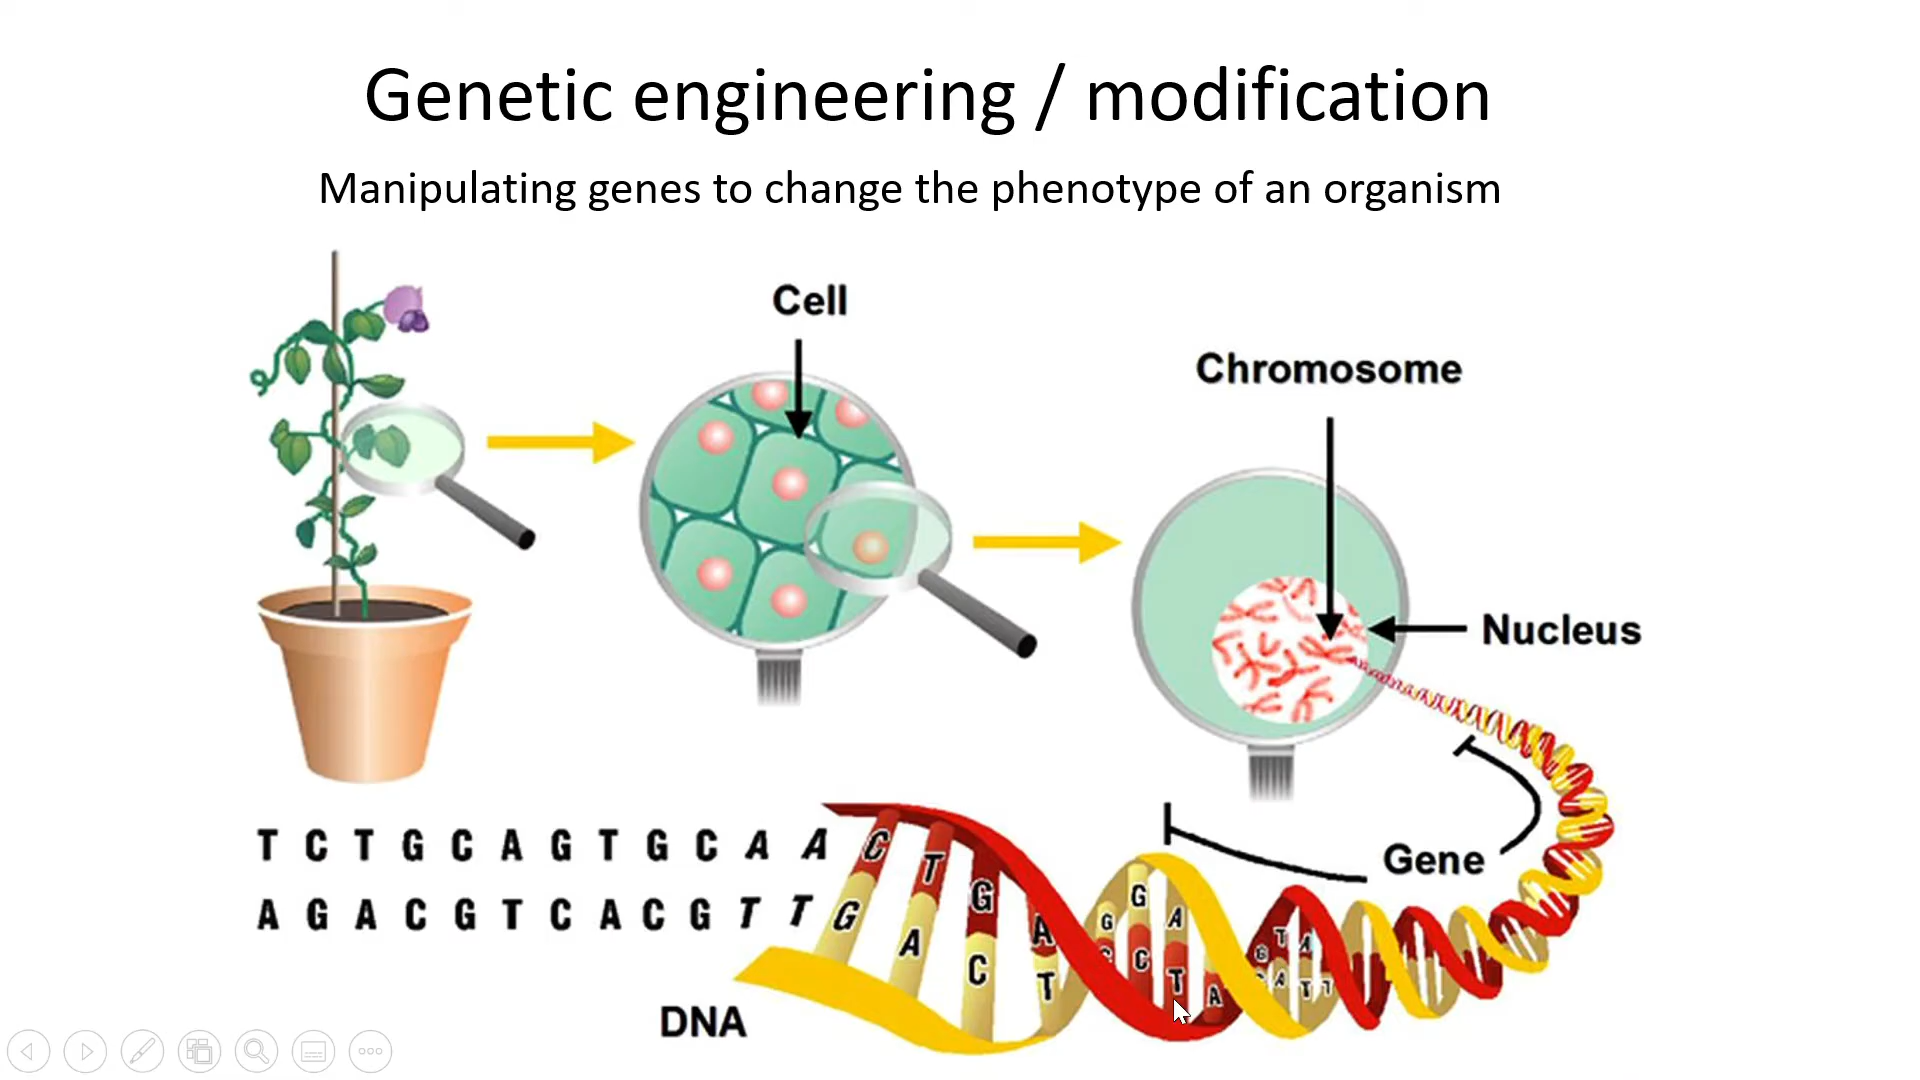 Genetic engineering / modification
Manipulating genes to change the phenotype of an organism
Cell
Chromosome
Nucleus
Gene
T C T G C A G T G C A A C T G A G A T A
A G A C G T C A C G T T G A C T C T A G A T T
DNA